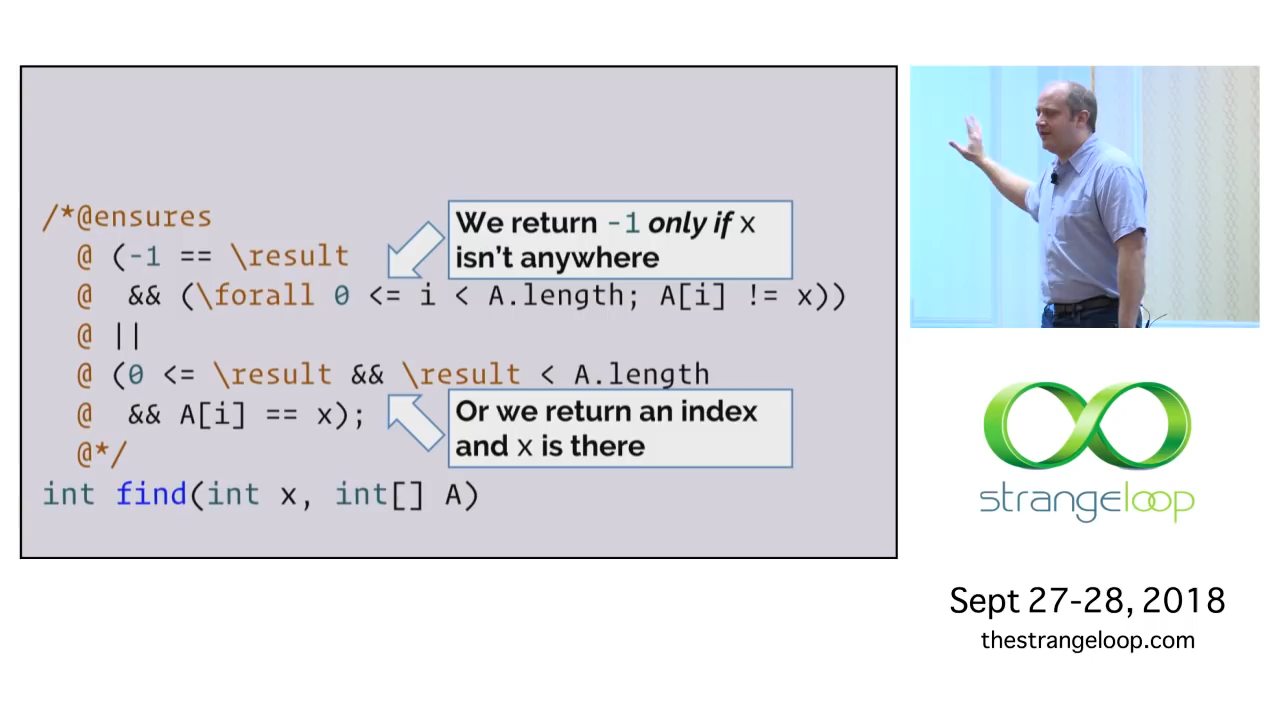 /*@ensures
@ (-1 == \result
@ && (\forall 0 <= i < A.length; A[i] != x))
@ ||
@ (0 <= \result && \result < A.length
@ && A[i] == x);
@*/
int find(int x, int[] A)
We return -1 only if x
isn't anywhere
Or we return an index
and x is there
strangeloop
Sept 27-28, 2018
thestrangeloop.com